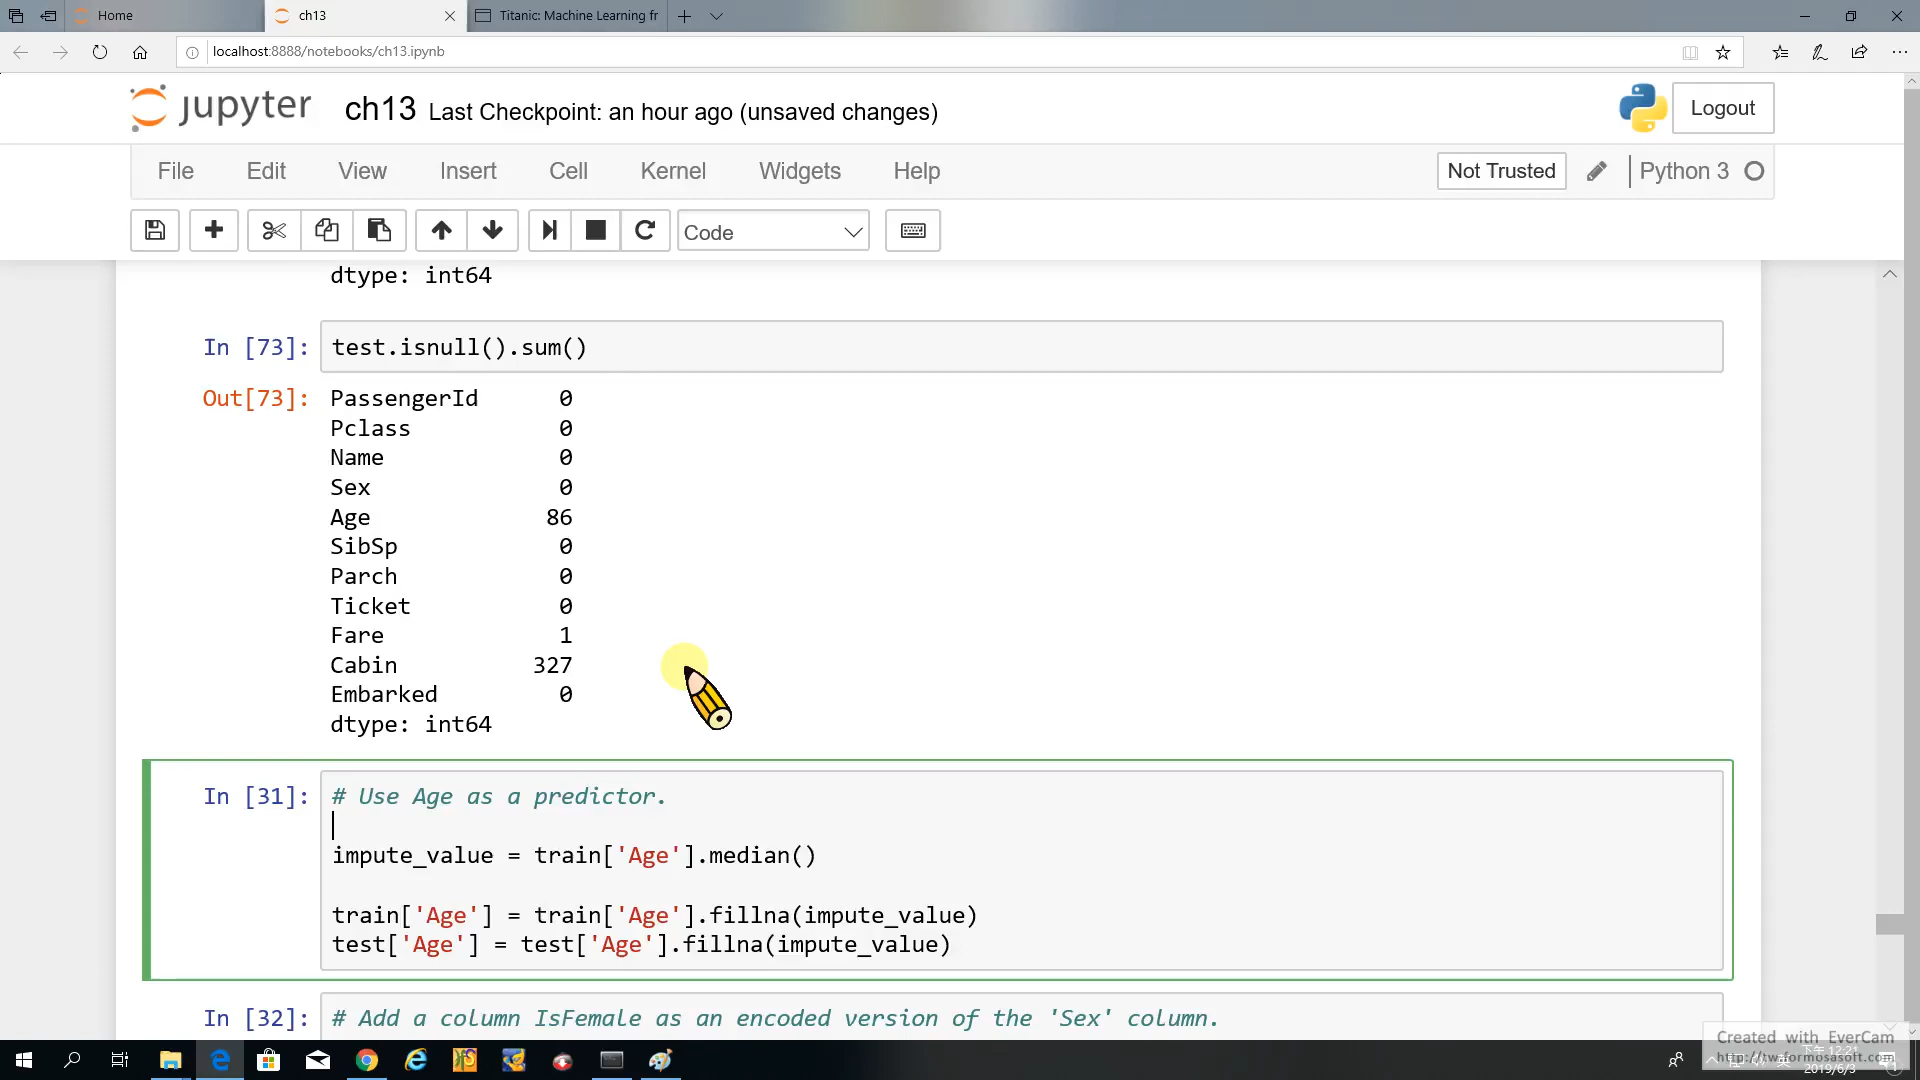 Home
ch13
Titanic: Machine Learning fr
localhost:8888/notebooks/ch13.ipynb
jupyter ch13 Last Checkpoint: an hour ago (unsaved changes)
Logout
File Edit View Insert Cell Kernel Widgets Help
Not Trusted
Python 3
Code
dtype: int64
In [73]: test.isnull().sum()
Out[73]: PassengerId 0
Pclass 0
Name 0
Sex 0
Age 86
SibSp 0
Parch 0
Ticket 0
Fare 1
Cabin 327
Embarked 0
dtype: int64
In [31]: # Use Age as a predictor.
impute_value = train['Age'].median()
train['Age'] = train['Age'].fillna(impute_value)
test['Age'] = test['Age'].fillna(impute_value)
In [32]: # Add a column IsFemale as an encoded version of the 'Sex' column.
Created with EverCam
2019/6/3